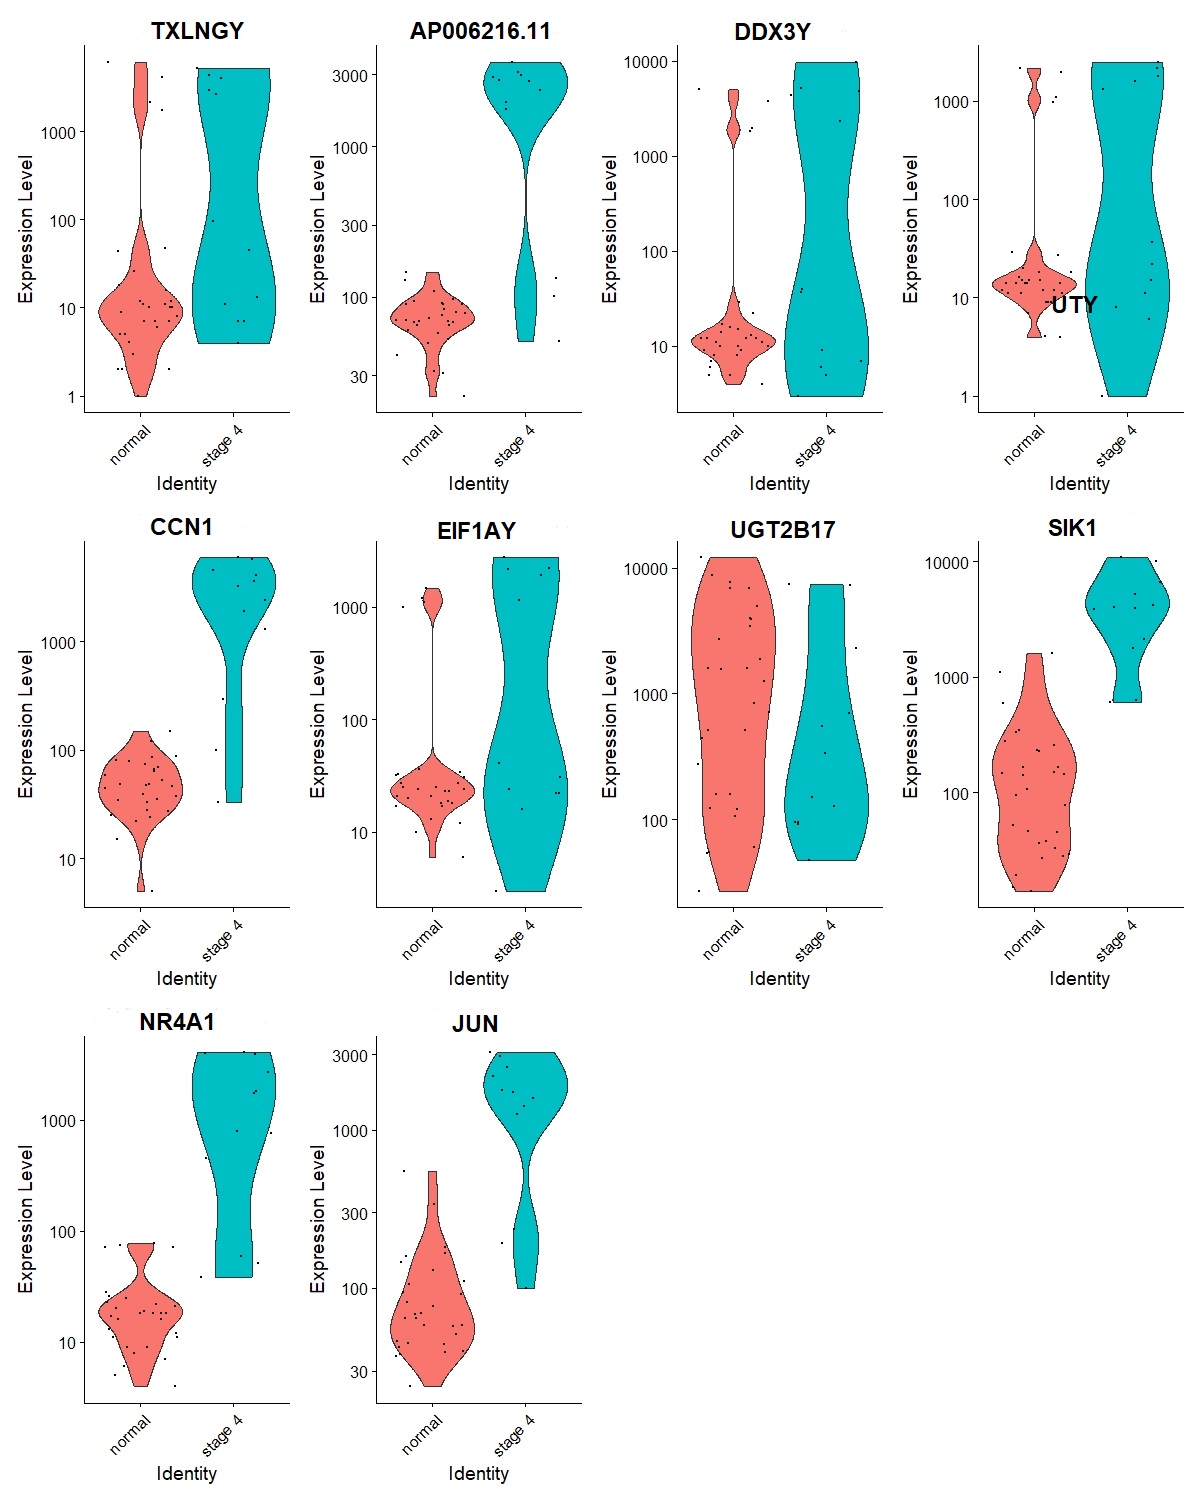 TXLNGY
AP006216.11
DDX3Y
Expression Level
1000
100
10
1
normal
stage 4
Identity
Expression Level
3000
1000
300
100
30
normal
stage 4
Identity
Expression Level
10000
1000
100
10
normal
stage 4
Identity
Expression Level
1000
100
10
1
UTY
normal
stage 4
Identity
CCN1
EIF1AY
UGT2B17
SIK1
Expression Level
1000
100
10
normal
stage 4
Identity
Expression Level
1000
100
10
normal
stage 4
Identity
Expression Level
10000
1000
100
normal
stage 4
Identity
Expression Level
10000
1000
100
normal
stage 4
Identity
NR4A1
JUN
Expression Level
1000
100
10
normal
stage 4
Identity
Expression Level
3000
1000
300
100
30
normal
stage 4
Identity